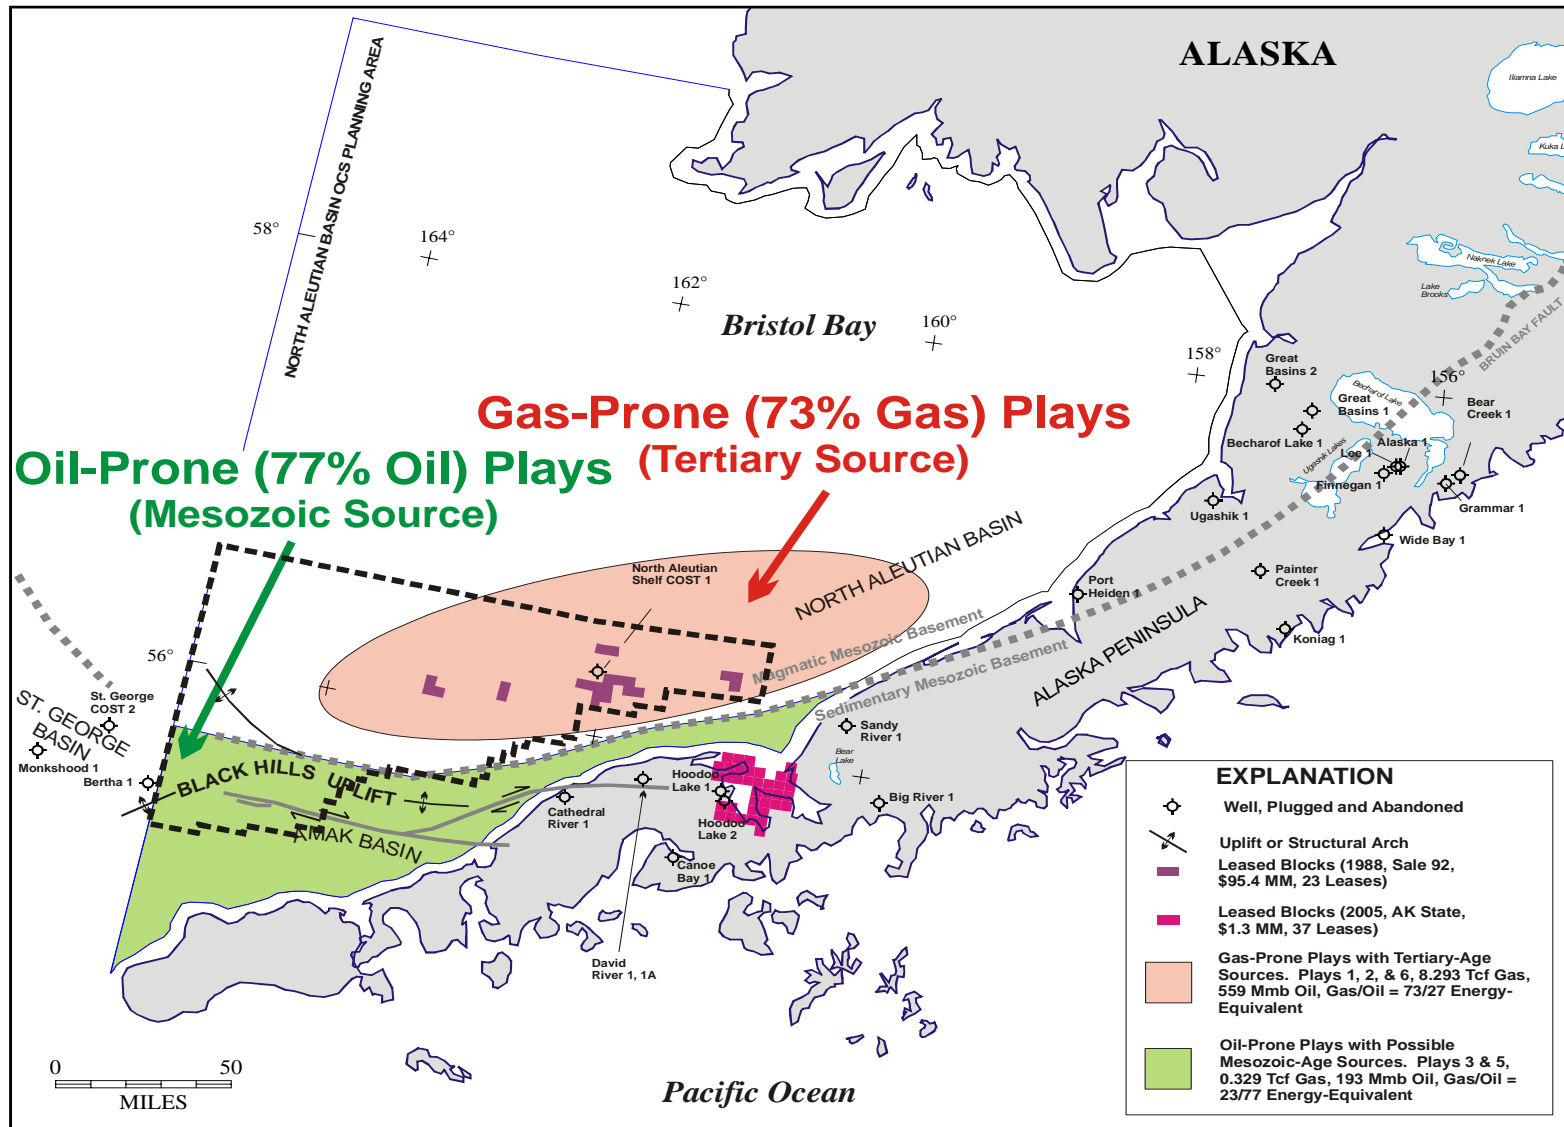 ALASKA
Iliamna Lake
Kuka L
NORTH ALEUTIAN BASIN OCS PLANNING AREA
58°
164°
162°
160°
158°
156°
Bristol Bay
Naknek Lake
Lake
Brooks
BRUIN BAY FAULT
Great
Basins 2
Becharof Lake
Great
Basins 1
Bear
Creek 1
Becharof Lake 1
Alaska 1
Ugashik Lakes
Lee 1
Finnegan 1
Grammar 1
Ugashik 1
Wide Bay 1
Gas-Prone (73% Gas) Plays
(Tertiary Source)
Oil-Prone (77% Oil) Plays
(Mesozoic Source)
North Aleutian
Shelf COST 1
NORTH ALEUTIAN BASIN
Port
Heiden 1
Painter
Creek 1
Koniag 1
ALASKA PENINSULA
Magmatic Mesozoic Basement
Sedimentary Mesozoic Basement
56°
St. George
COST 2
ST. GEORGE
BASIN
Monkshood 1
Bertha 1
BLACK HILLS UPLIFT
AMAK BASIN
Cathedral
River 1
Hoodoo
Lake 1
Hoodoo
Lake 2
Canoe
Bay 1
David
River 1, 1A
Sandy
River 1
Bear
Lake
Big River 1
EXPLANATION
Well, Plugged and Abandoned
Uplift or Structural Arch
Leased Blocks (1988, Sale 92,
$95.4 MM, 23 Leases)
Leased Blocks (2005, AK State,
$1.3 MM, 37 Leases)
Gas-Prone Plays with Tertiary-Age
Sources. Plays 1, 2, & 6, 8.293 Tcf Gas,
559 Mmb Oil, Gas/Oil = 73/27 Energy-
Equivalent
Oil-Prone Plays with Possible
Mesozoic-Age Sources. Plays 3 & 5,
0.329 Tcf Gas, 193 Mmb Oil, Gas/Oil =
23/77 Energy-Equivalent
0 50
MILES
Pacific Ocean